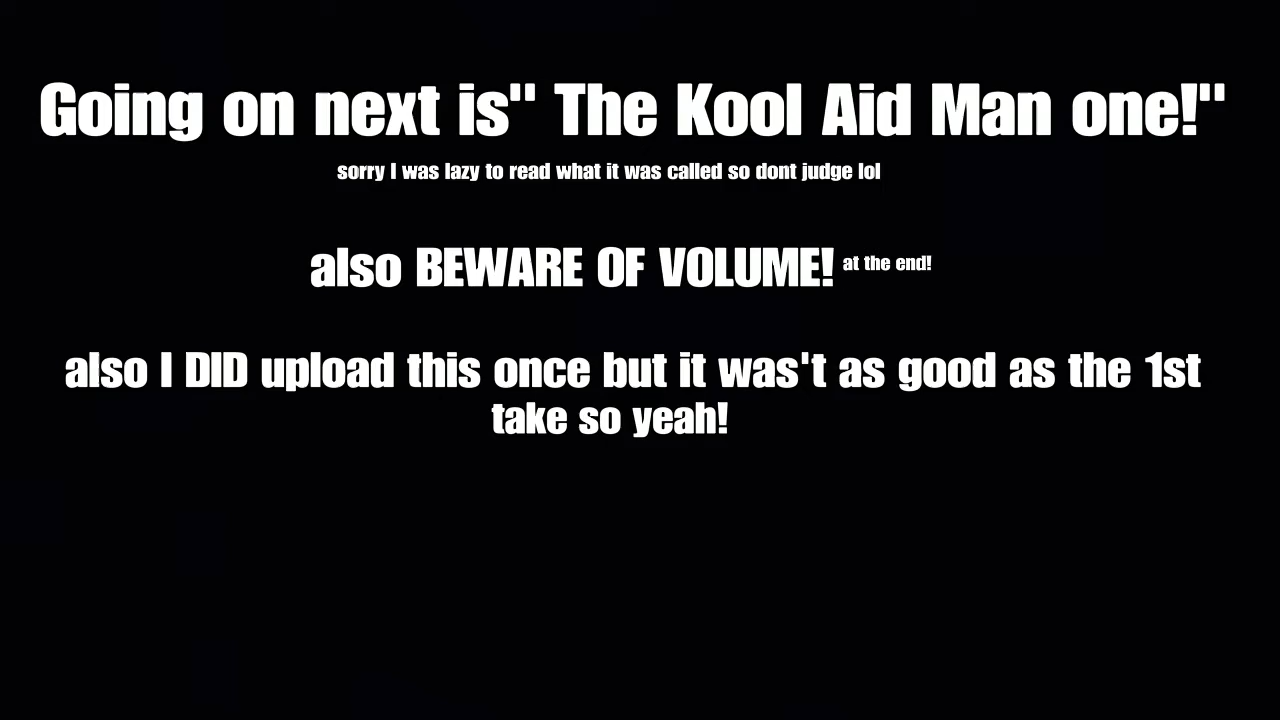 Going on next is" The Kool Aid Man one!"
sorry I was lazy to read what it was called so dont judge lol
also BEWARE OF VOLUME! at the end!
also I DID upload this once but it was't as good as the 1st
take so yeah!